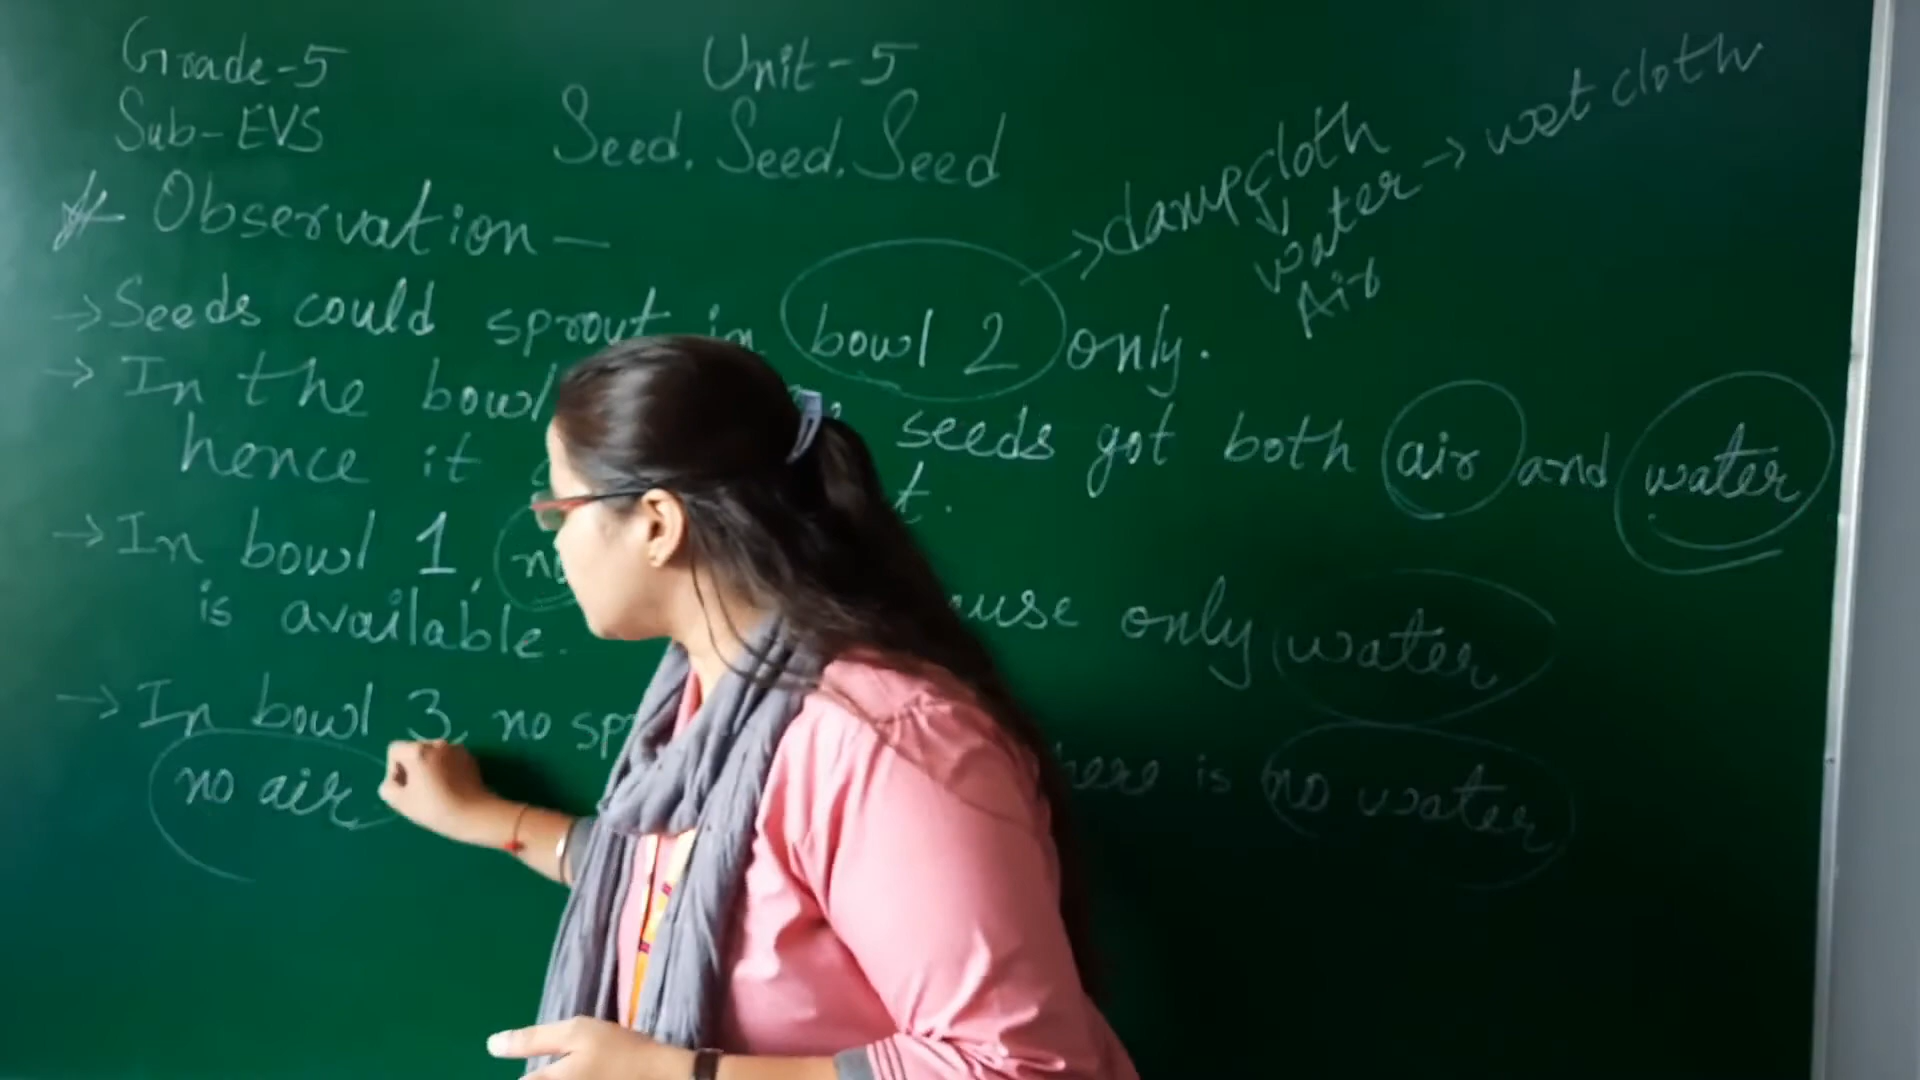 Grade-5
Sub-EVS
Unit-5
Seed, Seed, Seed
Observation-
→ Seeds could sprout in bowl 2 only.
→ damp cloth
water → wet cloth
Air
→ In the bowl seeds got both air and water
hence it
→ In bowl 1, only water
is available.
→ In bowl 3, no is no water
no air